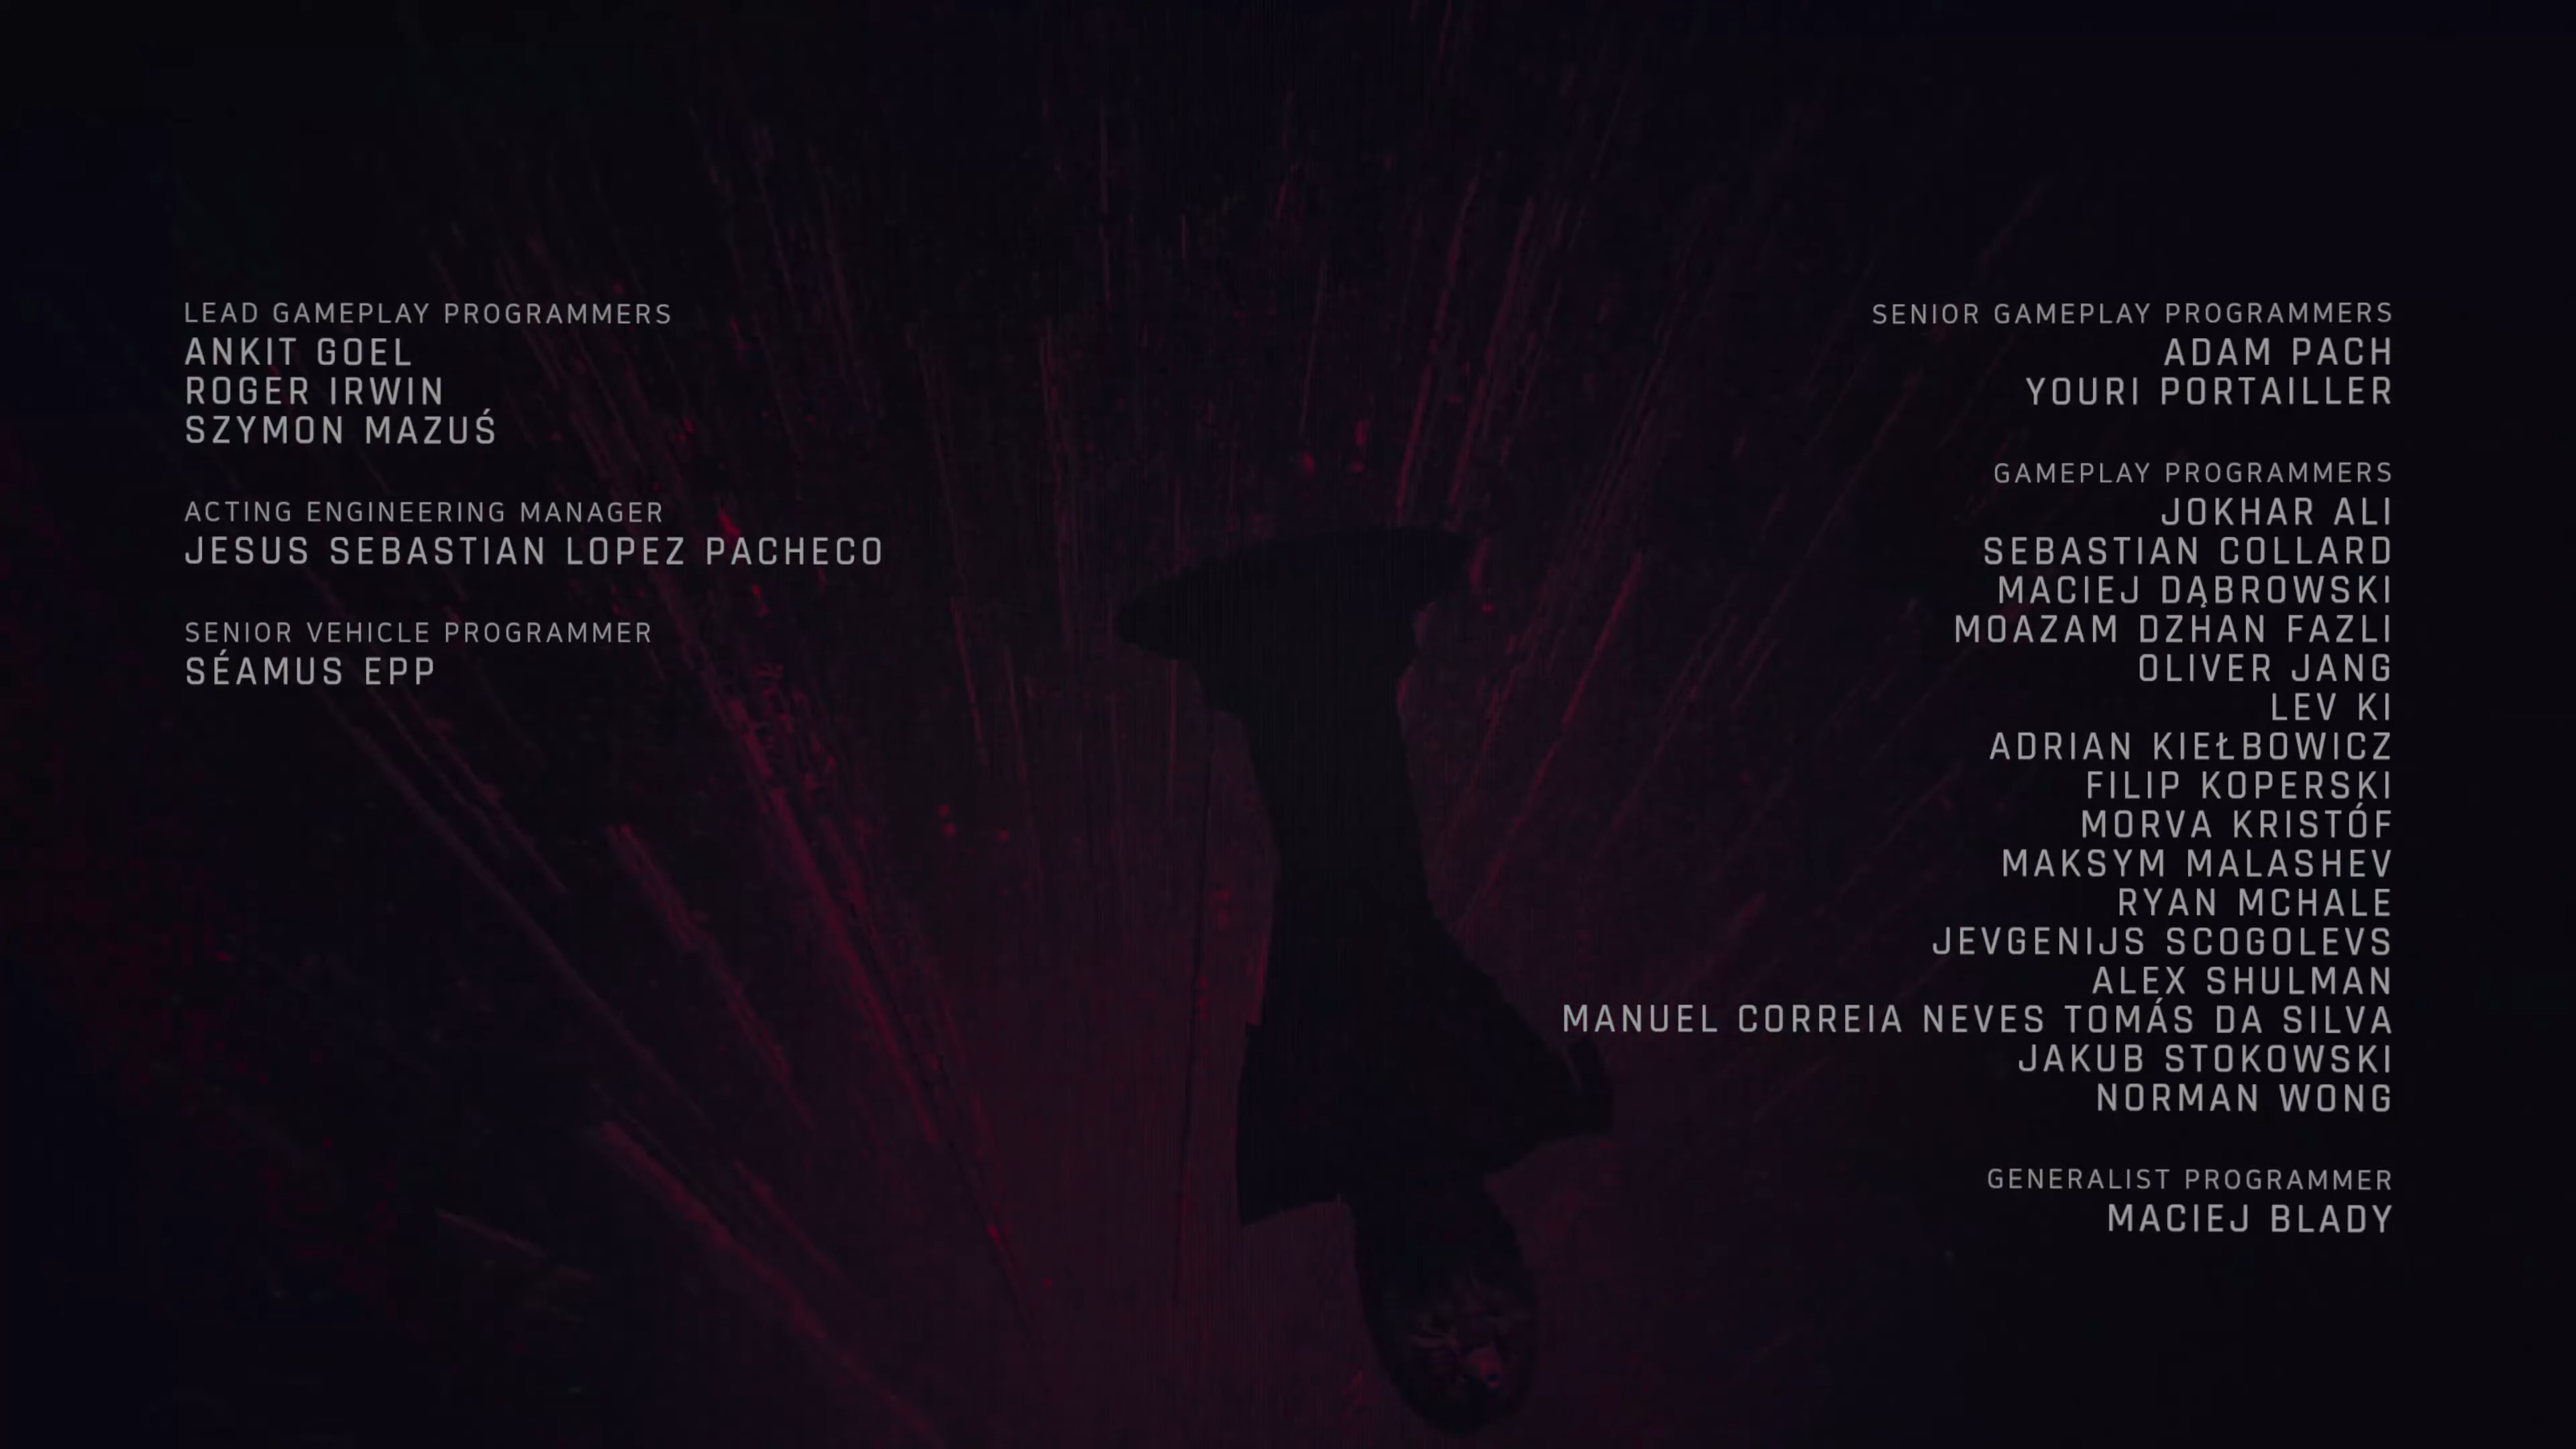 LEAD GAMEPLAY PROGRAMMERS
ANKIT GOEL
ROGER IRWIN
SZYMON MAZUŚ
ACTING ENGINEERING MANAGER
JESUS SEBASTIAN LOPEZ PACHECO
SENIOR VEHICLE PROGRAMMER
SÉAMUS EPP
SENIOR GAMEPLAY PROGRAMMERS
ADAM PACH
YOURI PORTAILLER
GAMEPLAY PROGRAMMERS
JOKHAR ALI
SEBASTIAN COLLARD
MACIEJ DĄBROWSKI
MOAZAM DZHAN FAZLI
OLIVER JANG
LEV KI
ADRIAN KIEŁBOWICZ
FILIP KOPERSKI
MORVA KRISTÓF
MAKSYM MALASHEV
RYAN MCHALE
JEVGENIJS SCOGOLEVS
ALEX SHULMAN
MANUEL CORREIA NEVES TOMÁS DA SILVA
JAKUB STOKOWSKI
NORMAN WONG
GENERALIST PROGRAMMER
MACIEJ BLADY